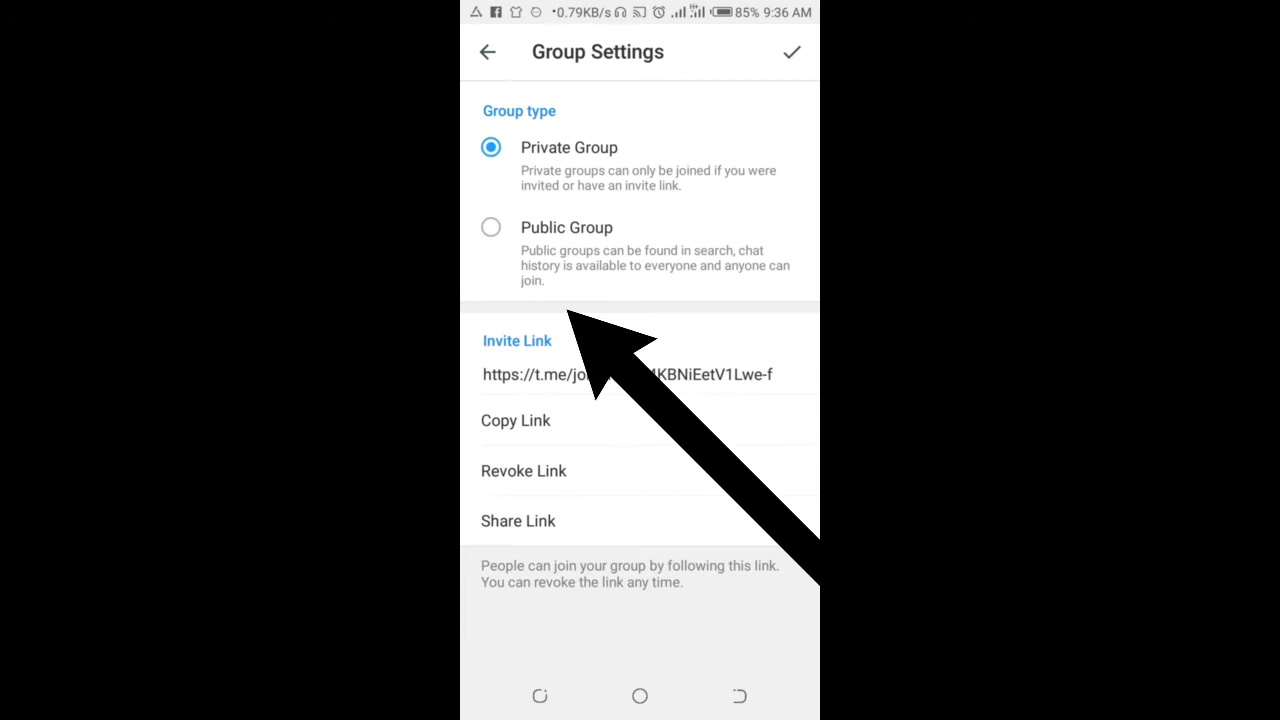 0.79KB/s 85% 9:36 AM
Group Settings
Group type
Private Group
Private groups can only be joined if you were
invited or have an invite link.
Public Group
Public groups can be found in search, chat
history is available to everyone and anyone can
join.
Invite Link
https://t.me/jo KBNiEetV1Lwe-f
Copy Link
Revoke Link
Share Link
People can join your group by following this link.
You can revoke the link any time.